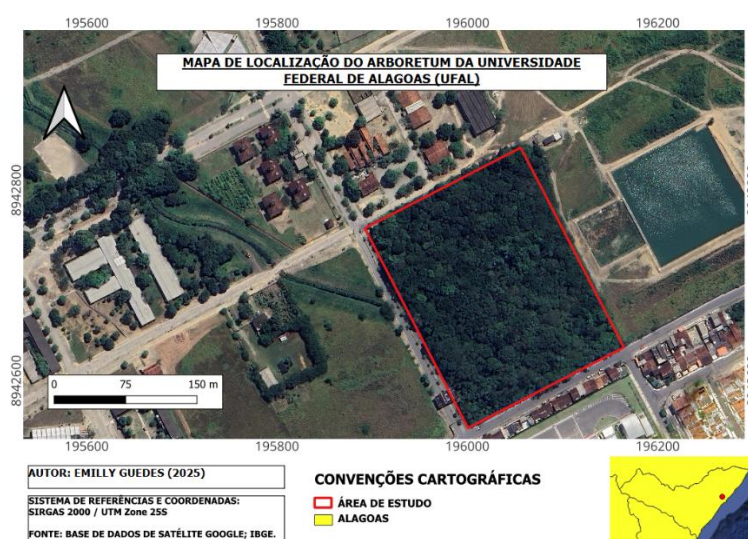 195600 195800 196000 196200
MAPA DE LOCALIZAÇÃO DO ARBORETUM DA UNIVERSIDADE
FEDERAL DE ALAGOAS (UFAL)
8942800
8942600
0 75 150 m
195600 195800 196000 196200
AUTOR: EMILLY GUEDES (2025)
SISTEMA DE REFERÊNCIAS E COORDENADAS:
SIRGAS 2000 / UTM Zone 25S
FONTE: BASE DE DADOS DE SATÉLITE GOOGLE; IBGE.
CONVENÇÕES CARTOGRÁFICAS
ÁREA DE ESTUDO
ALAGOAS